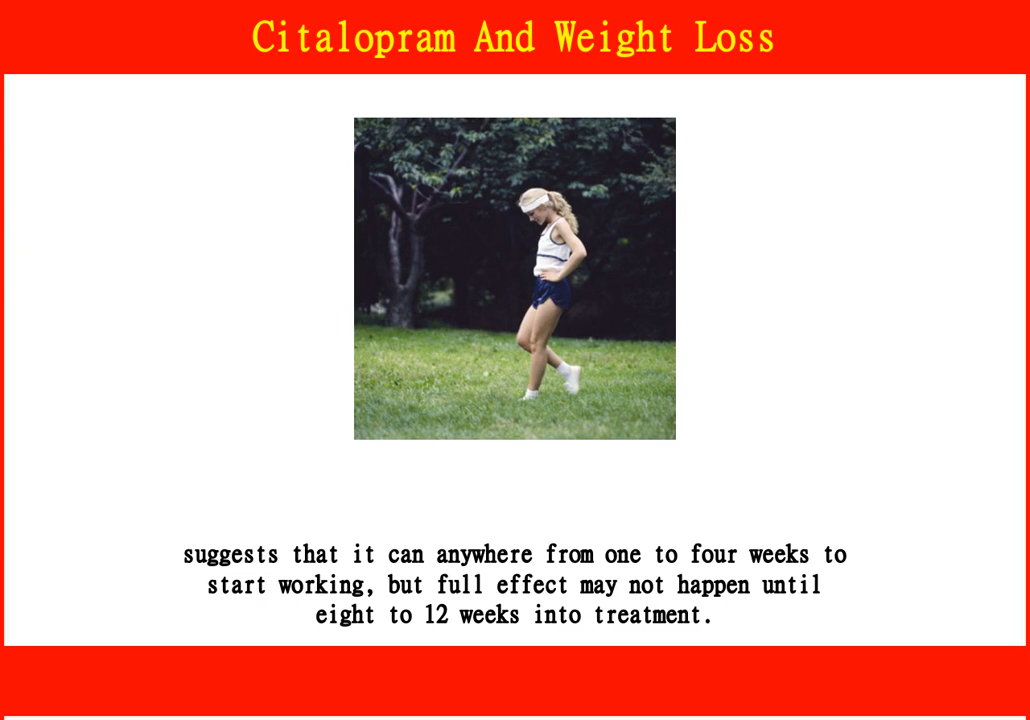 Citalopram And Weight Loss
suggests that it can anywhere from one to four weeks to
start working, but full effect may not happen until
eight to 12 weeks into treatment.